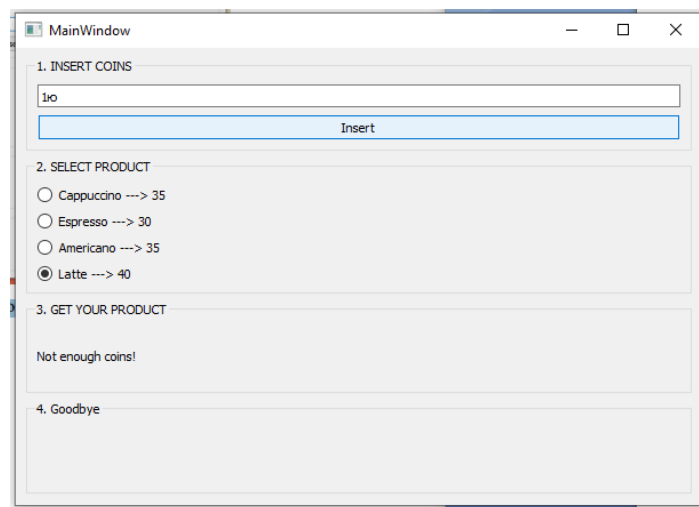 MainWindow
1. INSERT COINS
1ю
Insert
2. SELECT PRODUCT
Cappuccino ---> 35
Espresso ---> 30
Americano ---> 35
Latte ---> 40
3. GET YOUR PRODUCT
Not enough coins!
4. Goodbye